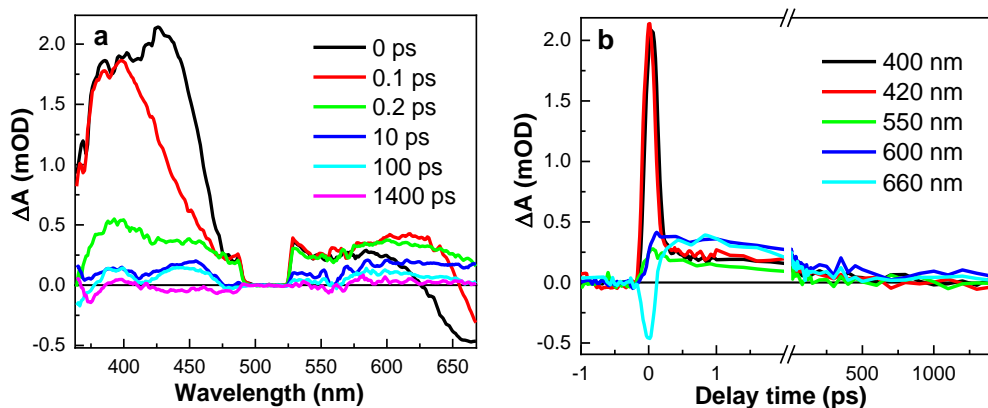 a
0 ps
0.1 ps
0.2 ps
10 ps
100 ps
1400 ps
2.0
1.5
1.0
0.5
0.0
-0.5
ΔA (mOD)
400 450 500 550 600 650
Wavelength (nm)
b
400 nm
420 nm
550 nm
600 nm
660 nm
2.0
1.5
1.0
0.5
0.0
-0.5
ΔA (mOD)
-1 0 1 500 1000
Delay time (ps)